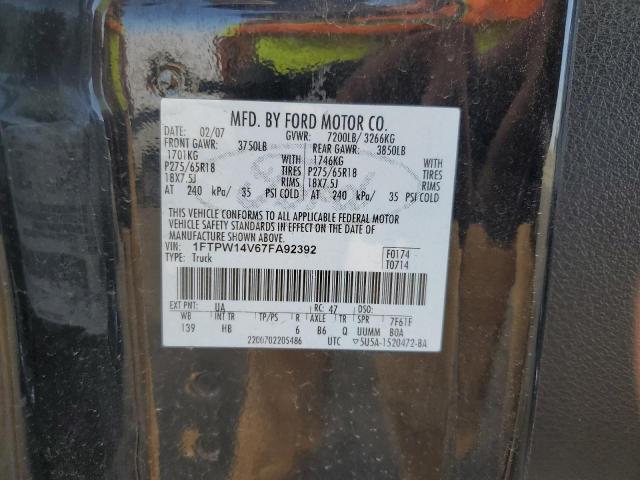 MFD. BY FORD MOTOR CO.
DATE: 02/07 GVWR: 7200LB/ 3266KG
FRONT GAWR: 3750LB REAR GAWR: 3850LB
1701KG WITH 1746KG WITH
P275/65R18 TIRES P275/65R18 TIRES
18X7.5J RIMS 18X7.5J RIMS
AT 240 kPa/ 35 PSI COLD AT 240 kPa/ 35 PSI COLD
THIS VEHICLE CONFORMS TO ALL APPLICABLE FEDERAL MOTOR
VEHICLE SAFETY STANDARDS IN EFFECT ON THE DATE OF
MANUFACTURE SHOWN ABOVE.
VIN: 1FTPW14V67FA92392 F0174
TYPE: Truck T0714
EXT PNT: UA RC: 47 DSO:
WB INT TR TP/PS R AXLE TR SPR 7F61F
139 HB 6 B6 Q UUMM BOA
2200702205486 UTC ▽5U5A-1520472-BA